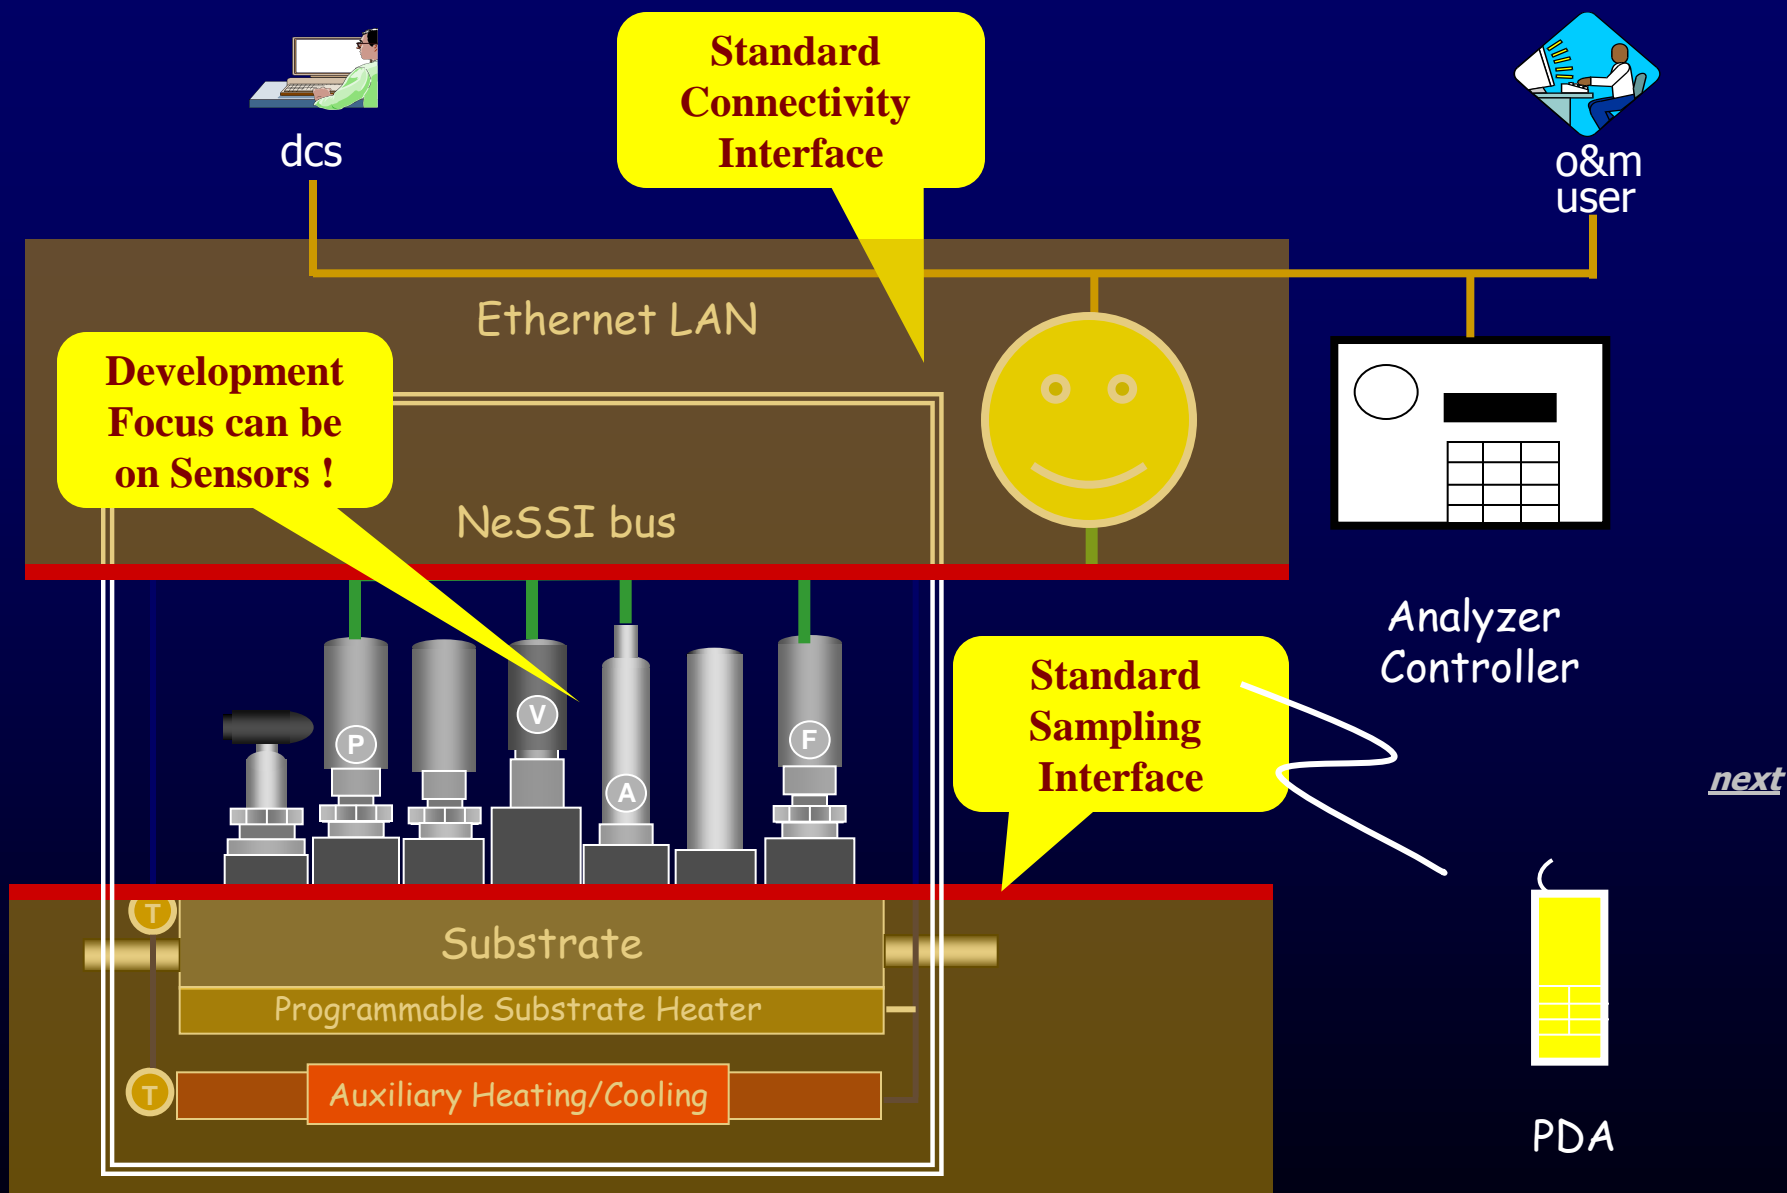 dcs
Standard
Connectivity
Interface
o&m
user
Ethernet LAN
Development
Focus can be
on Sensors !
NeSSI bus
Analyzer
Controller
Standard
Sampling
Interface
P
V
A
F
next
T
Substrate
Programmable Substrate Heater
T
Auxiliary Heating/Cooling
PDA